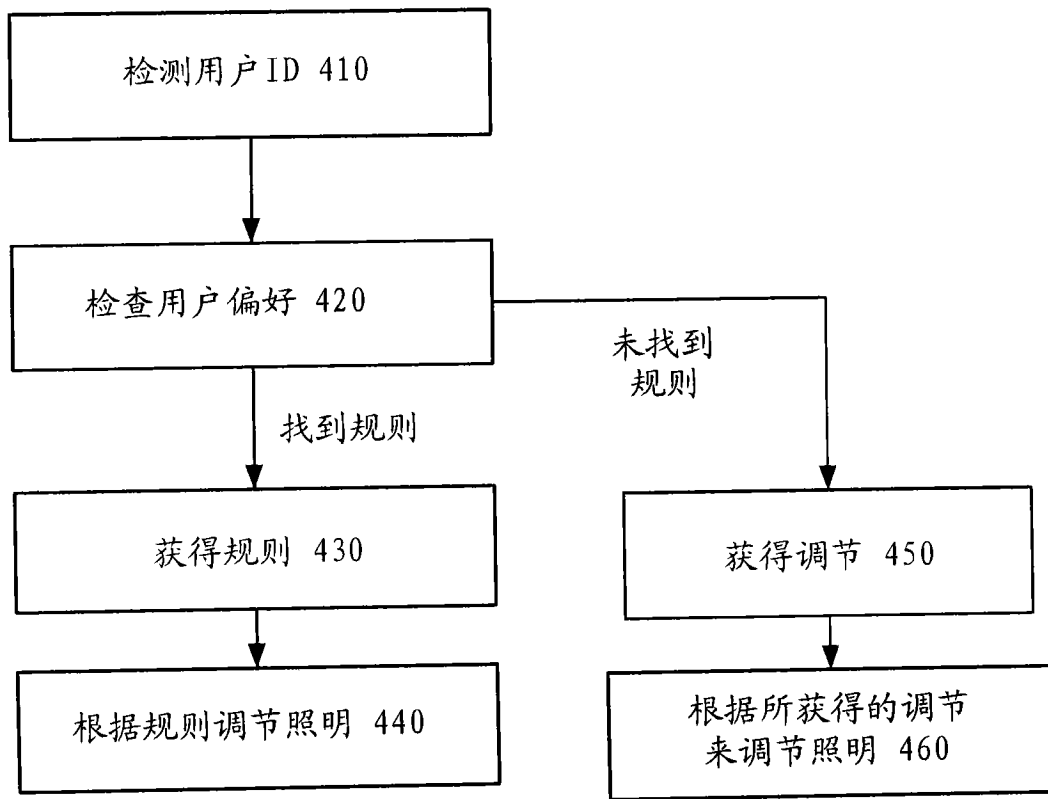 检测用户ID 410
检查用户偏好 420
未找到
规则
找到规则
获得规则 430
获得调节 450
根据规则调节照明 440
根据所获得的调节
来调节照明 460